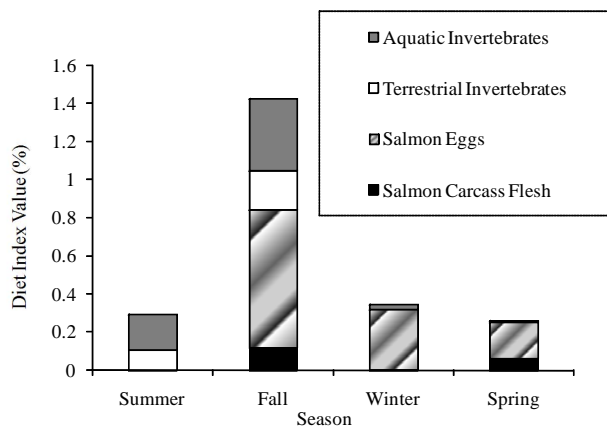 Aquatic Invertebrates
Terrestrial Invertebrates
Salmon Eggs
Salmon Carcass Flesh
Diet Index Value (%)
1.6
1.4
1.2
1
0.8
0.6
0.4
0.2
0
Summer Fall Winter Spring
Season